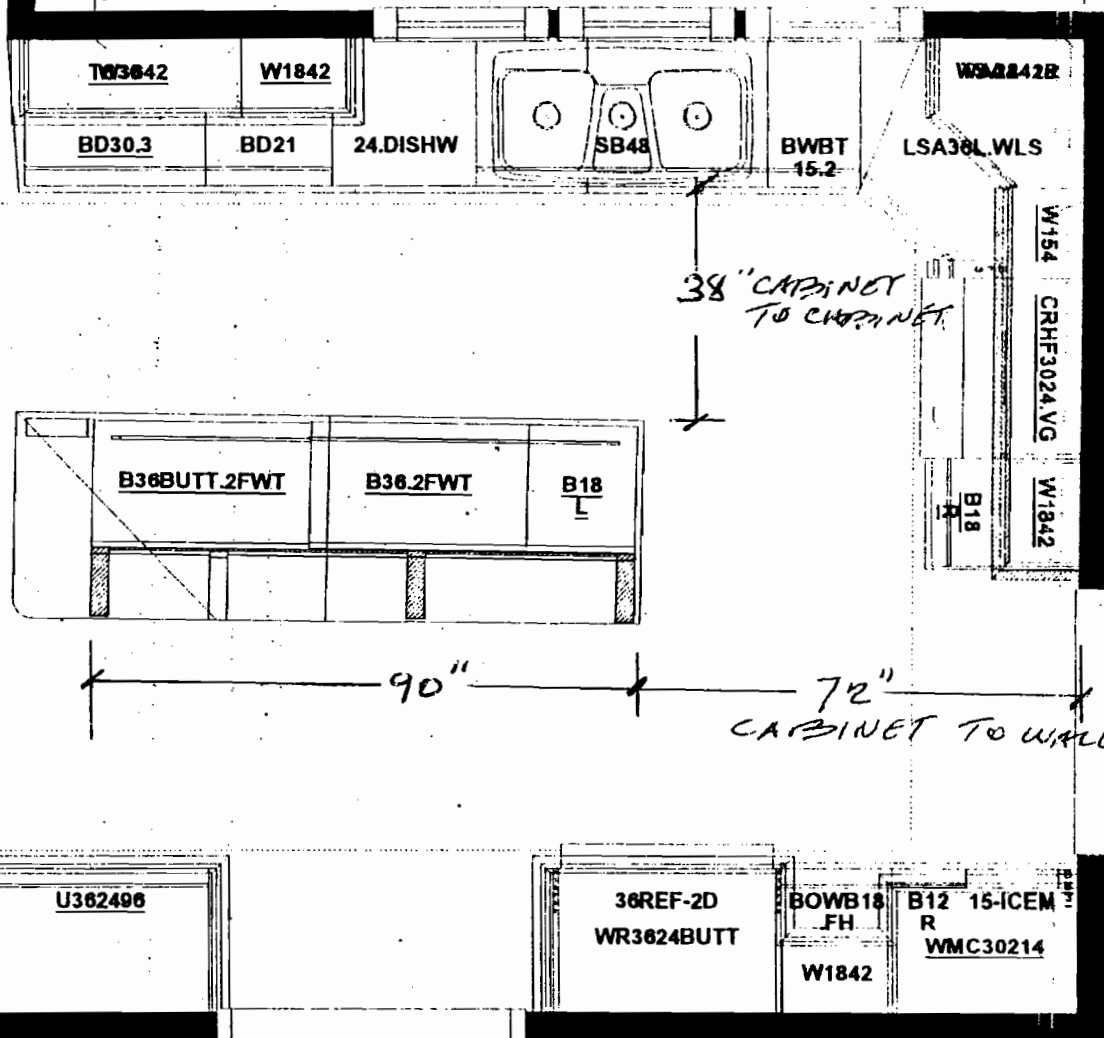 W1842
BD30.3
BD21
24.DISHW
SB48
BWBT
15.2
LSA36L.WLS
W154
CRHF3024.VG
W1842
B18
R
38" CABINET
TO CABINET
B36BUTT.2FWT
B36.2FWT
B18
L
90"
72"
CABINET TO WALL
U362496
36REF-2D
WR3624BUTT
BOWB18
.FH
W1842
B12
R
15-ICEM
WMC30214